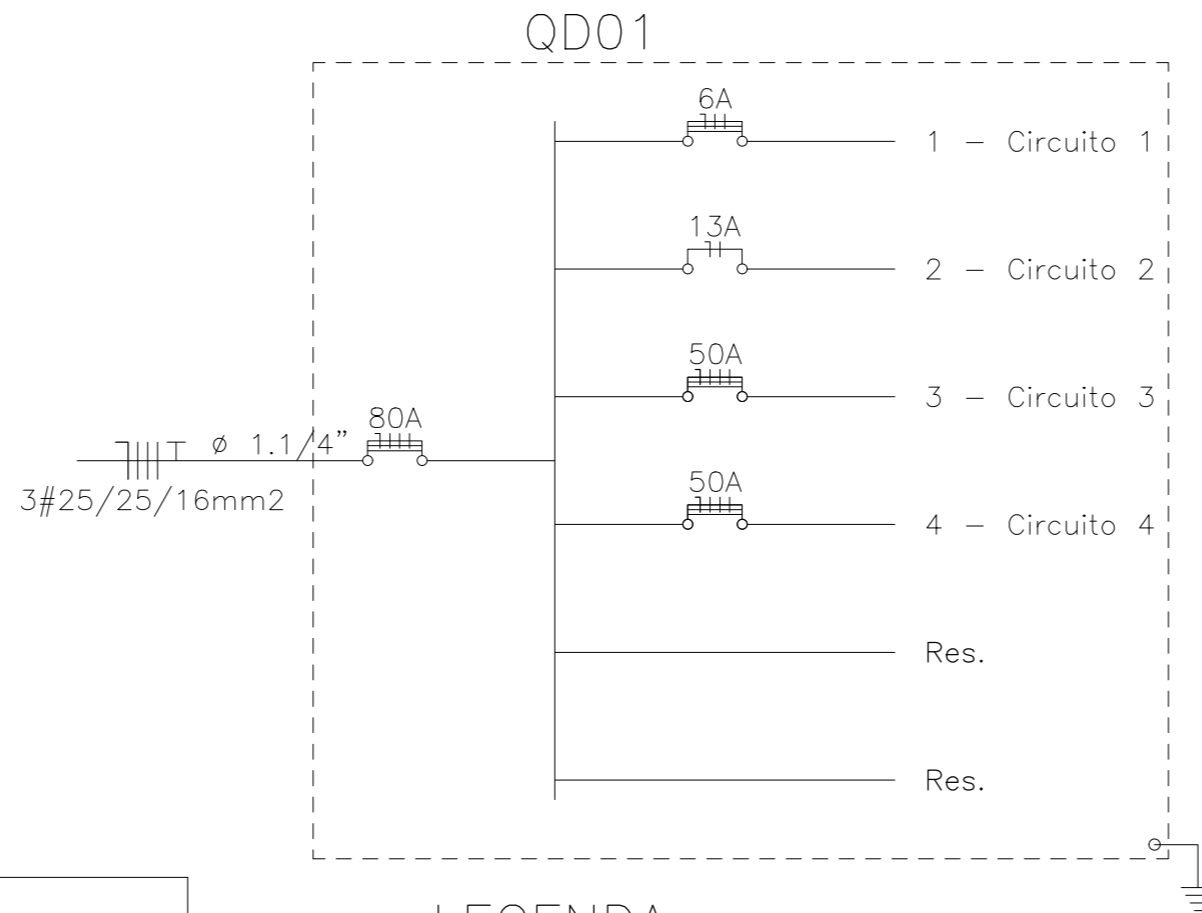 QD01
6A
1 - Circuito 1
13A
2 - Circuito 2
50A
3 - Circuito 3
80A
ø 1.1/4”
3#25/25/16mm2
50A
4 - Circuito 4
Res.
Res.
LEGENDA